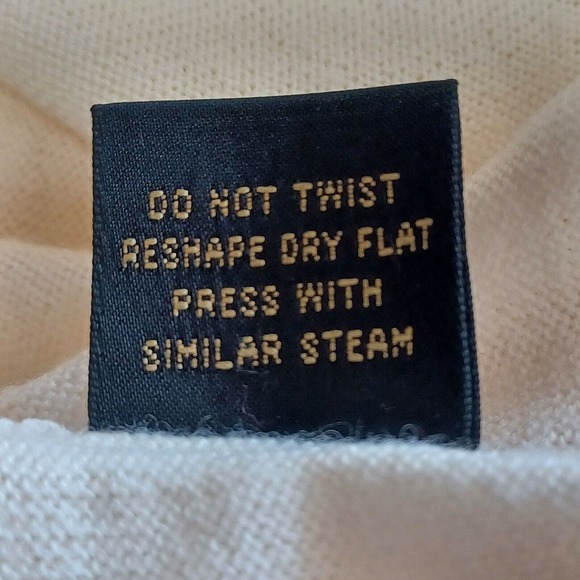 DO NOT TWIST
RESHAPE DRY FLAT
PRESS WITH
SIMILAR STEAM